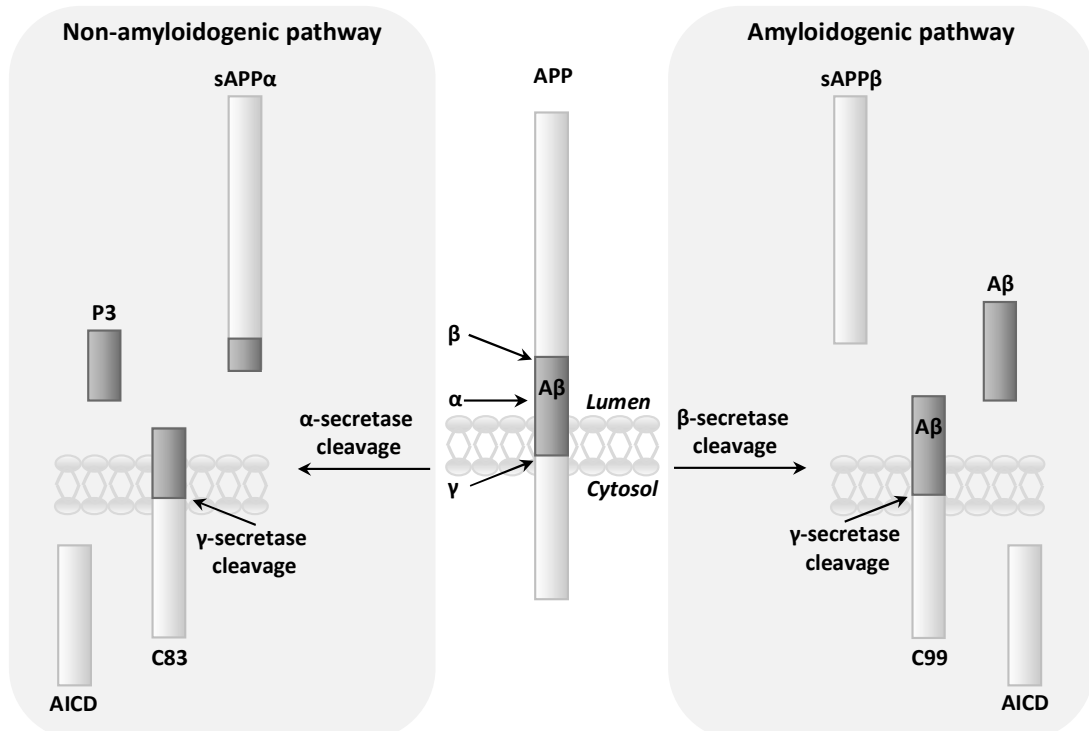 Non-amyloidogenic pathway
sAPPα
P3
α-secretase
cleavage
γ-secretase
cleavage
C83
AICD
APP
β
Aβ
α
Lumen
γ
Cytosol
Amyloidogenic pathway
sAPPβ
Aβ
β-secretase
cleavage
Aβ
γ-secretase
cleavage
C99
AICD